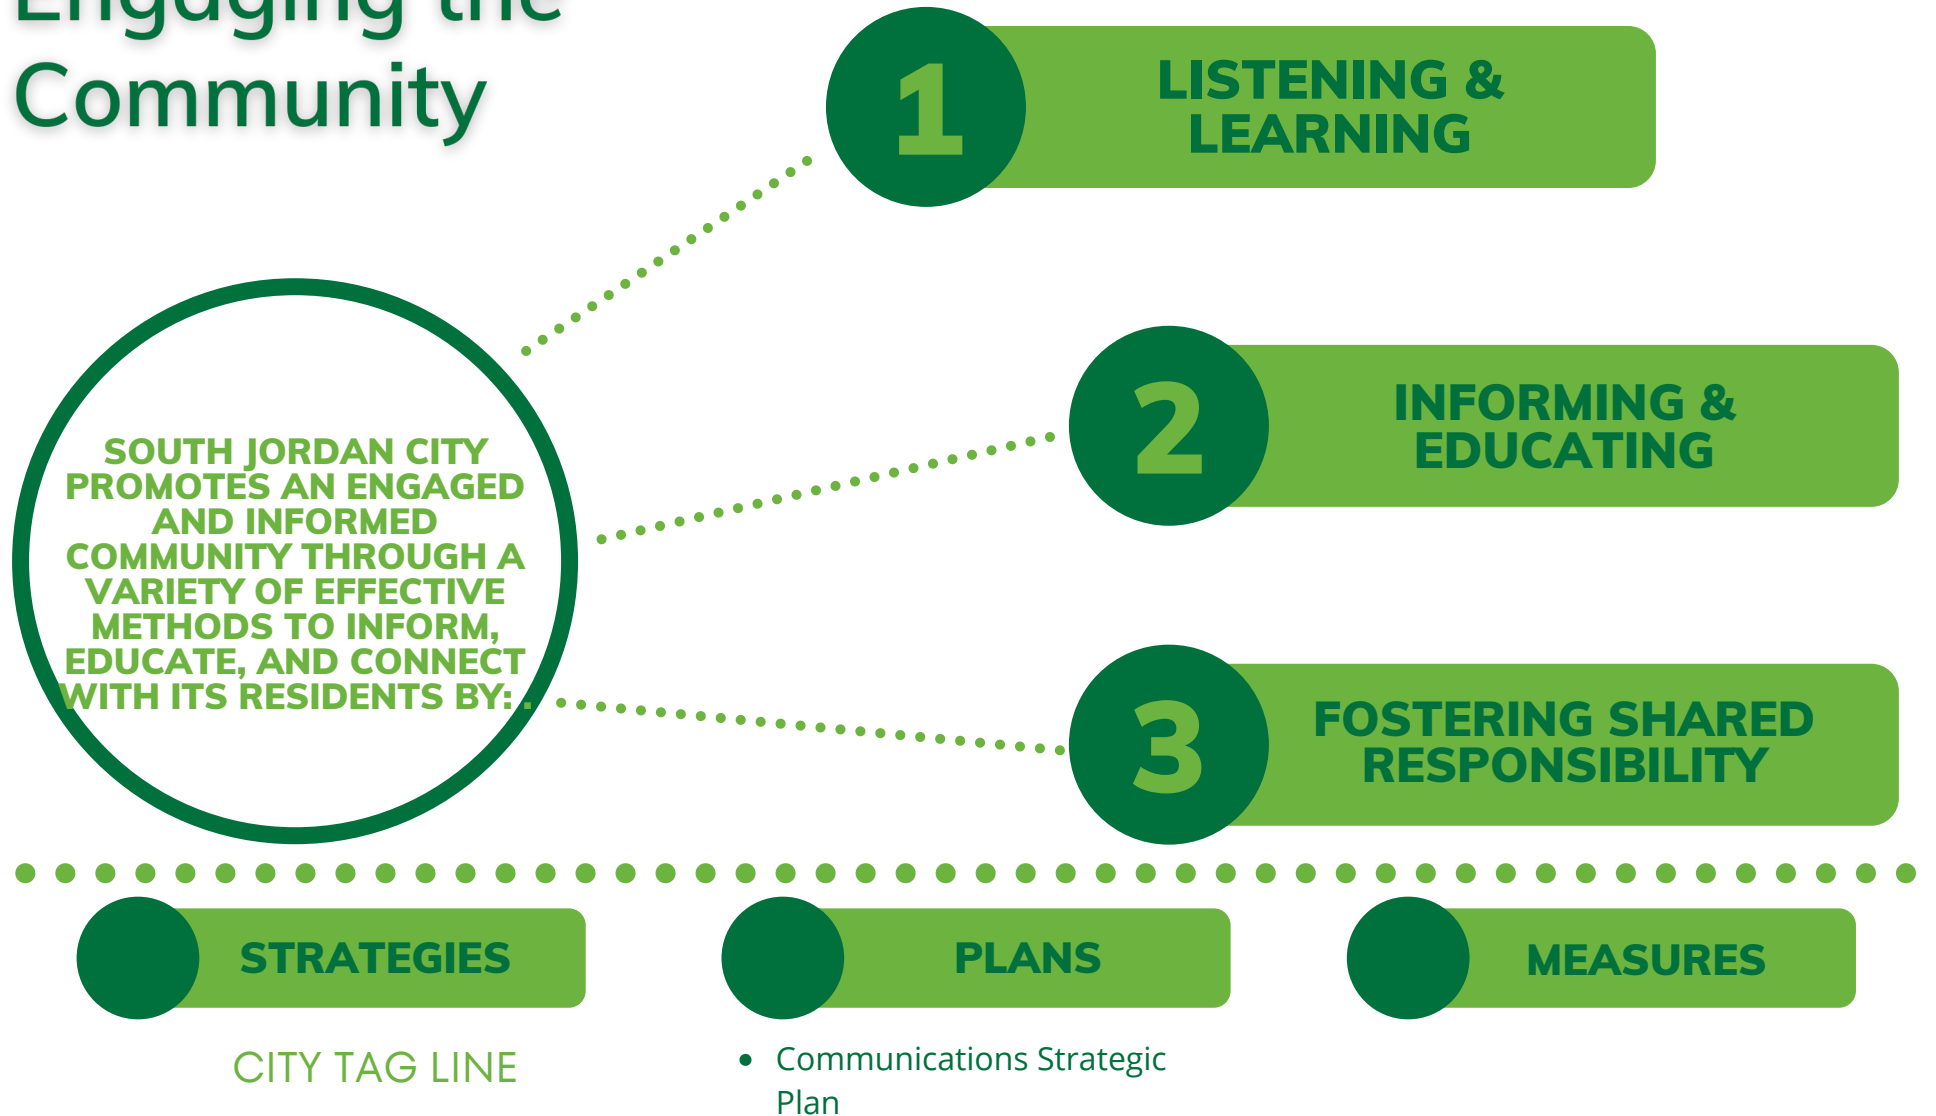 Engaging the
Community
1
LISTENING &
LEARNING
2
INFORMING &
EDUCATING
3
FOSTERING SHARED
RESPONSIBILITY
SOUTH JORDAN CITY
PROMOTES AN ENGAGED
AND INFORMED
COMMUNITY THROUGH A
VARIETY OF EFFECTIVE
METHODS TO INFORM,
EDUCATE, AND CONNECT
WITH ITS RESIDENTS BY: .
STRATEGIES
CITY TAG LINE
PLANS
• Communications Strategic
Plan
MEASURES